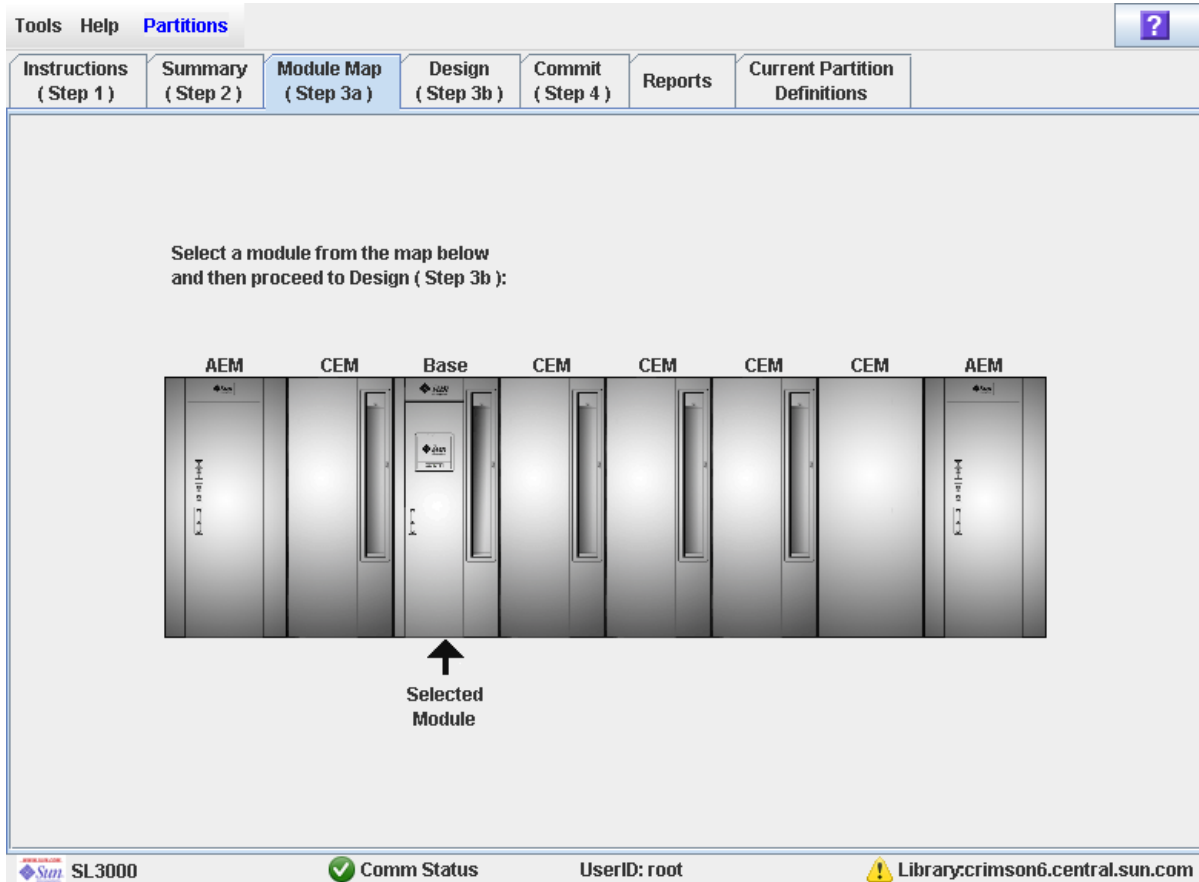 Tools Help Partitions
?
Instructions
( Step 1 )
Summary
( Step 2 )
Module Map
( Step 3a )
Design
( Step 3b )
Commit
( Step 4 )
Reports
Current Partition
Definitions
Select a module from the map below
and then proceed to Design ( Step 3b ):
AEM CEM Base CEM CEM CEM CEM AEM
Selected
Module
Sun SL3000
Comm Status
UserID: root
Library:crimson6.central.sun.com